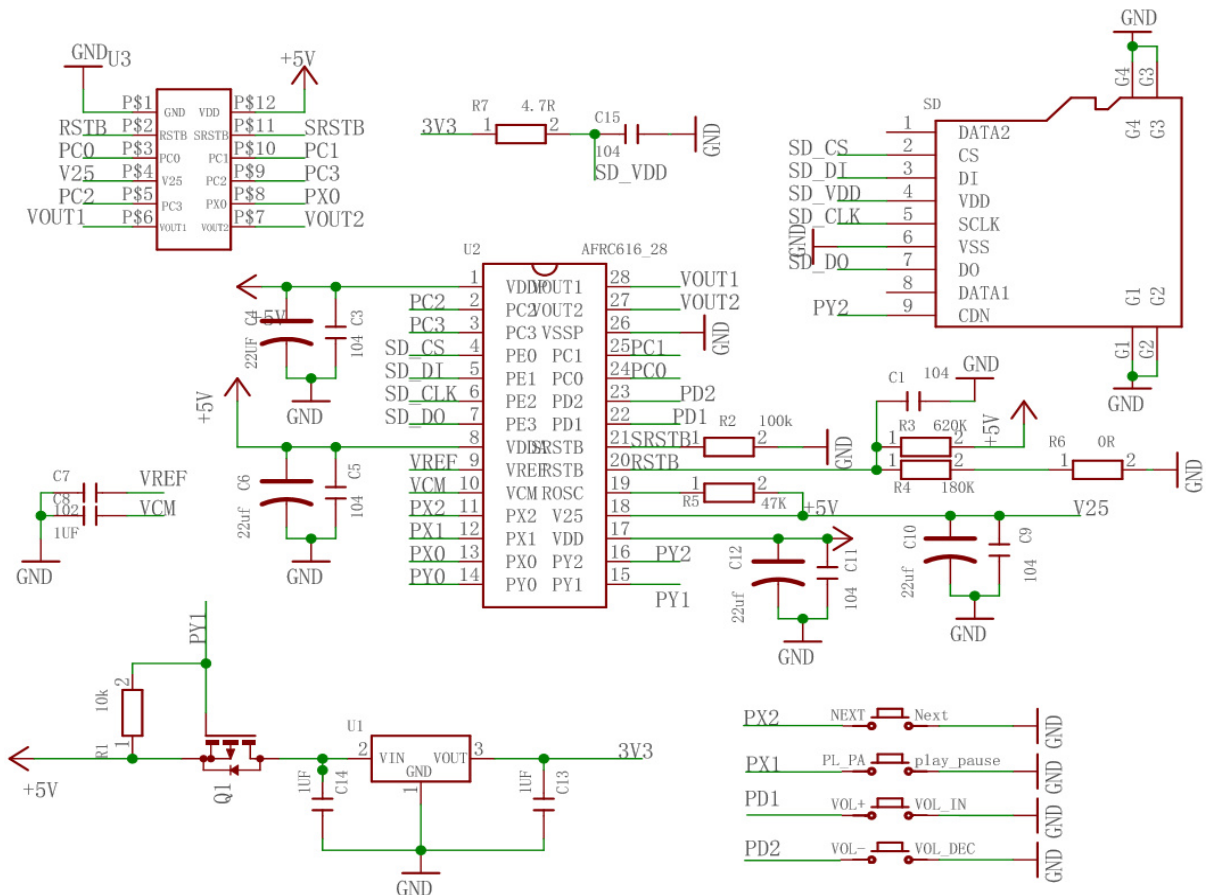 GND
U3
+5V
P$1 GND VDD P$12
RSTB P$2 RSTB SRSTB P$11 SRSTB
PC0 P$3 PC0 PC1 P$10 PC1
V25 P$4 V25 PC2 P$9 PC3
PC2 P$5 PC3 PX0 P$8 PX0
VOUT1 P$6 VOUT1 VOUT2 P$7 VOUT2
R7 4.7R
3V3 1 2
C15
104
GND
SD_VDD
GND
G4 G3
SD
G4 G3
1 DATA2
SD_CS 2 CS
SD_DI 3 DI
SD_VDD 4 VDD
SD_CLK 5 SCLK
GND 6 VSS
SD_DO 7 DO
8 DATA1
PY2 9 CDN
G1 G2
G1 G2
GND
U2 AFRC616_28
1 VDDP VOUT1 28 VOUT1
PC2 2 PC2 VOUT2 27 VOUT2
PC3 3 PC3 VSSP 26 GND
SD_CS 4 PE0 PC1 25 PC1
SD_DI 5 PE1 PC0 24 PC0
SD_CLK 6 PE2 PD2 23 PD2
SD_DO 7 PE3 PD1 22 PD1
8 VDDA SRSTB 21 SRSTB
VREF 9 VREF RSTB 20 RSTB
VCM 10 VCM ROSC 19
PX2 11 PX2 V25 18
PX1 12 PX1 VDD 17
PX0 13 PX0 PY2 16 PY2
PY0 14 PY0 PY1 15 PY1
+5V
C4
22UF
C3
104
GND
+5V
C6
22uf
C5
104
GND
R2 100k
1 2
GND
C1 104
GND
R3 620K
1 2
+5V
R4 180K
1 2
R6 0R
1 2
GND
R5 47K
1 2
+5V
V25
C12
22uf
C11
104
GND
C10
22uf
C9
104
GND
C7
102
VREF
C8
1UF
VCM
GND
PY1
10k
2
R1
1
+5V
Q1
1UF
C14
U1
2 VIN VOUT 3
GND
1
3V3
1UF
C13
GND
PX2 NEXT Next GND
PX1 PL_PA play_pause GND
PD1 VOL+ VOL_IN GND
PD2 VOL- VOL_DEC GND